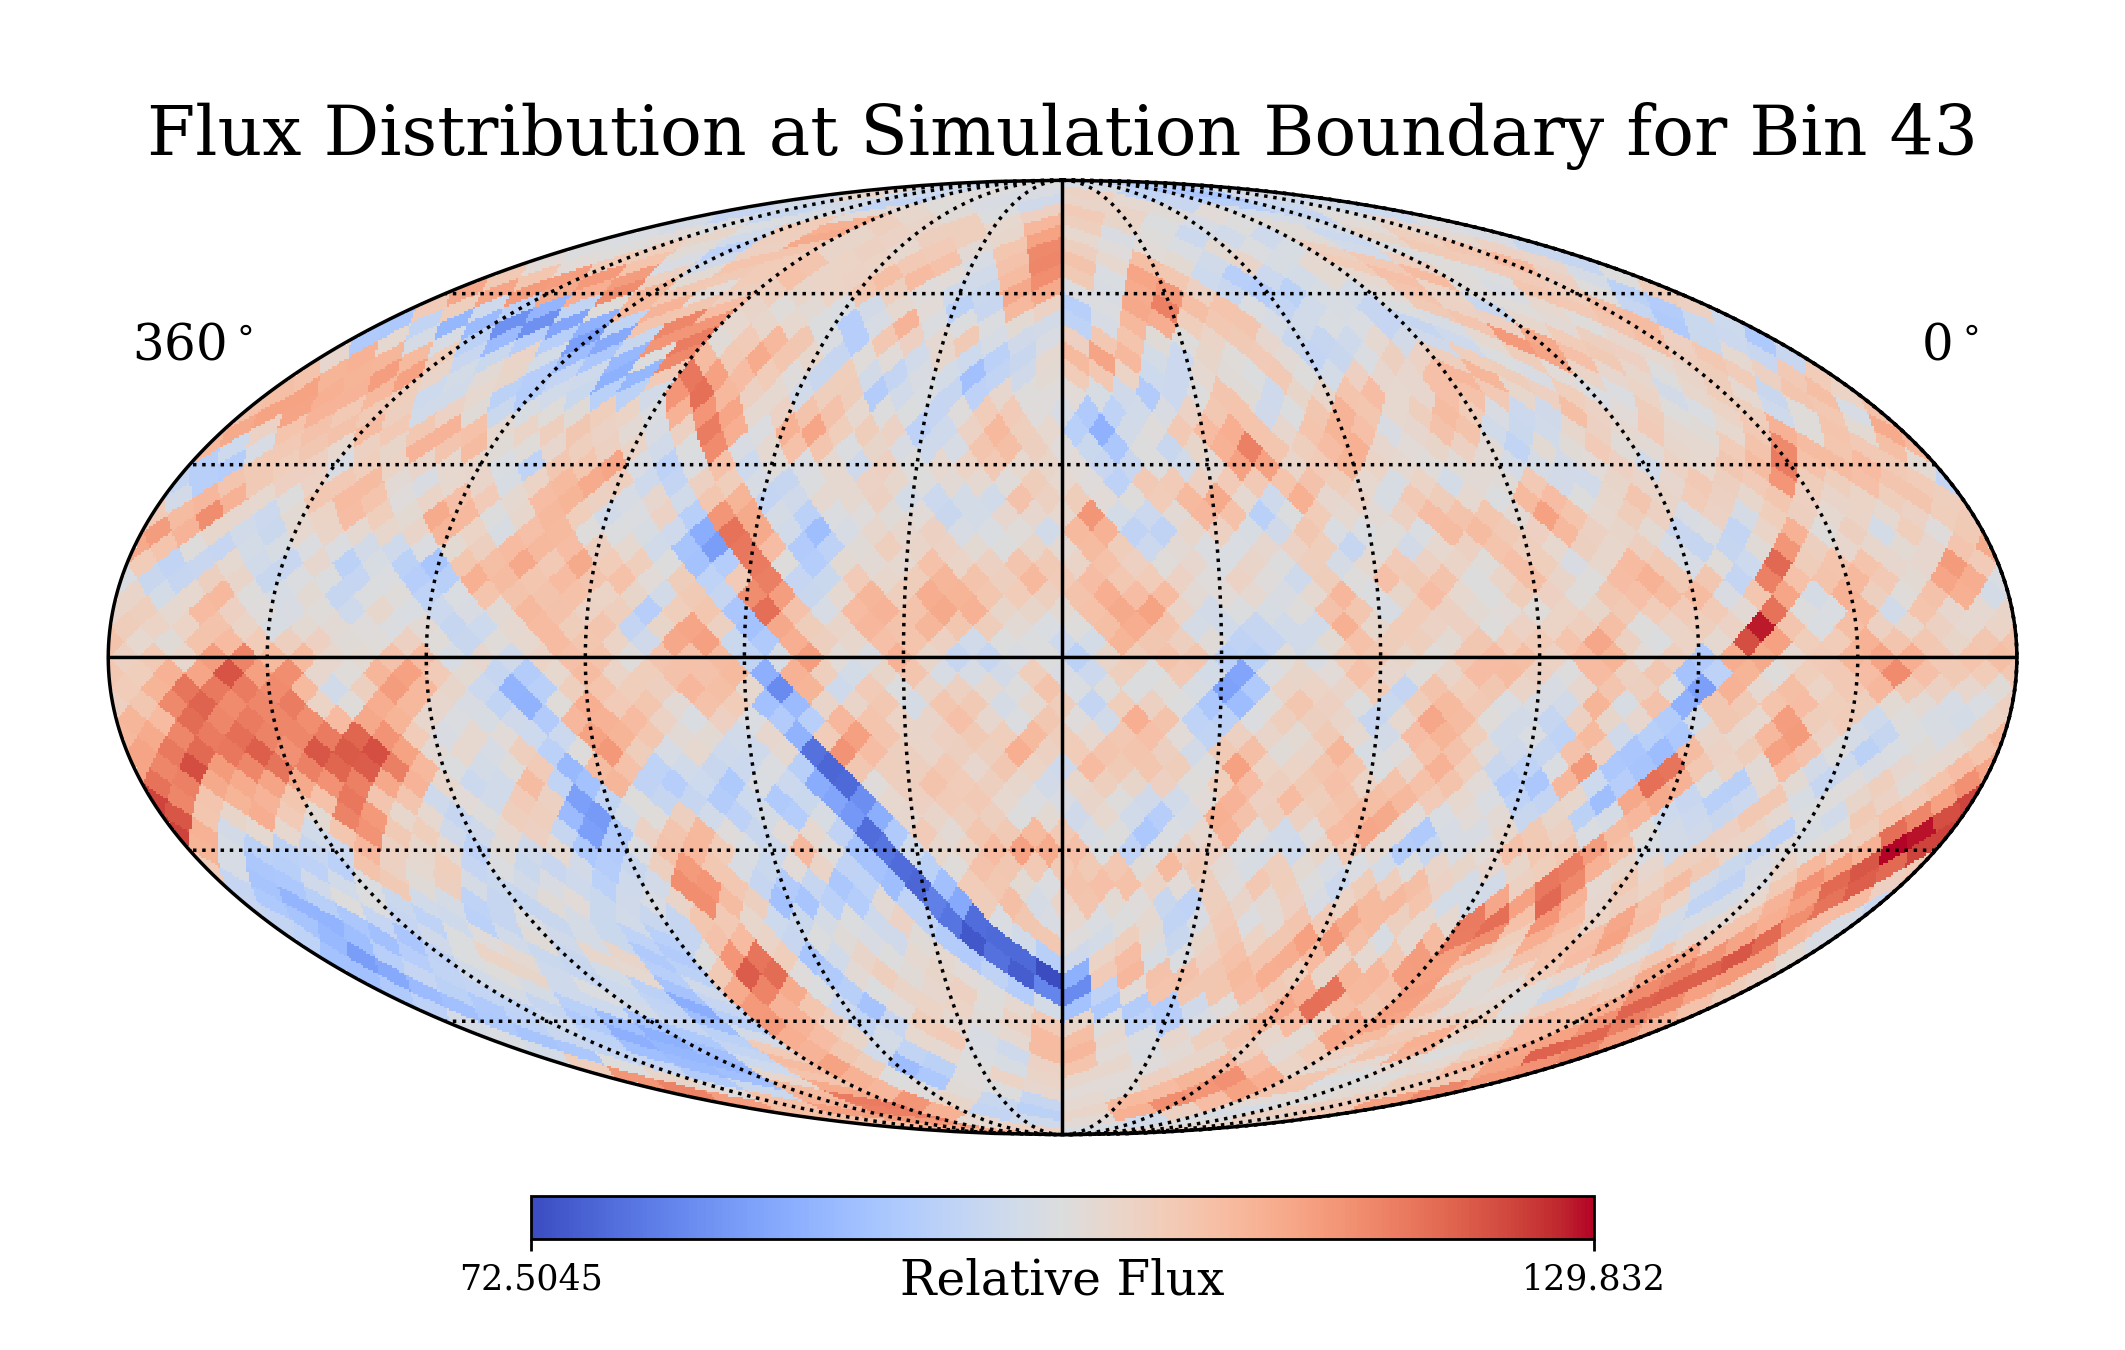 Flux Distribution at Simulation Boundary for Bin 43
360° 0°
72.5045 Relative Flux 129.832